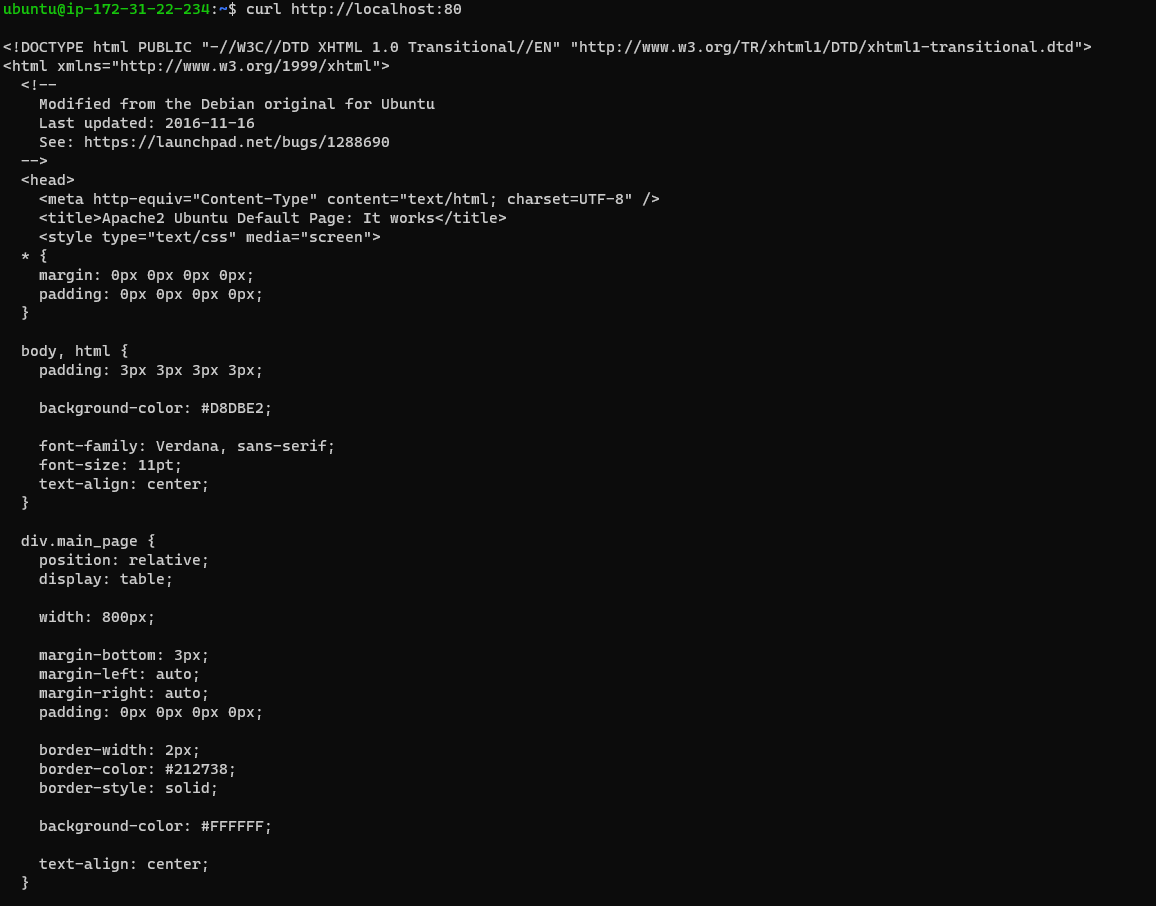 ubuntu@ip-172-31-22-234:~$ curl http://localhost:80

<!DOCTYPE html PUBLIC "-//W3C//DTD XHTML 1.0 Transitional//EN" "http://www.w3.org/TR/xhtml1/DTD/xhtml1-transitional.dtd">
<html xmlns="http://www.w3.org/1999/xhtml">
  <!--
    Modified from the Debian original for Ubuntu
    Last updated: 2016-11-16
    See: https://launchpad.net/bugs/1288690
  -->
  <head>
    <meta http-equiv="Content-Type" content="text/html; charset=UTF-8" />
    <title>Apache2 Ubuntu Default Page: It works</title>
    <style type="text/css" media="screen">
  * {
    margin: 0px 0px 0px 0px;
    padding: 0px 0px 0px 0px;
  }

  body, html {
    padding: 3px 3px 3px 3px;

    background-color: #D8DBE2;

    font-family: Verdana, sans-serif;
    font-size: 11pt;
    text-align: center;
  }

  div.main_page {
    position: relative;
    display: table;

    width: 800px;

    margin-bottom: 3px;
    margin-left: auto;
    margin-right: auto;
    padding: 0px 0px 0px 0px;

    border-width: 2px;
    border-color: #212738;
    border-style: solid;

    background-color: #FFFFFF;

    text-align: center;
  }